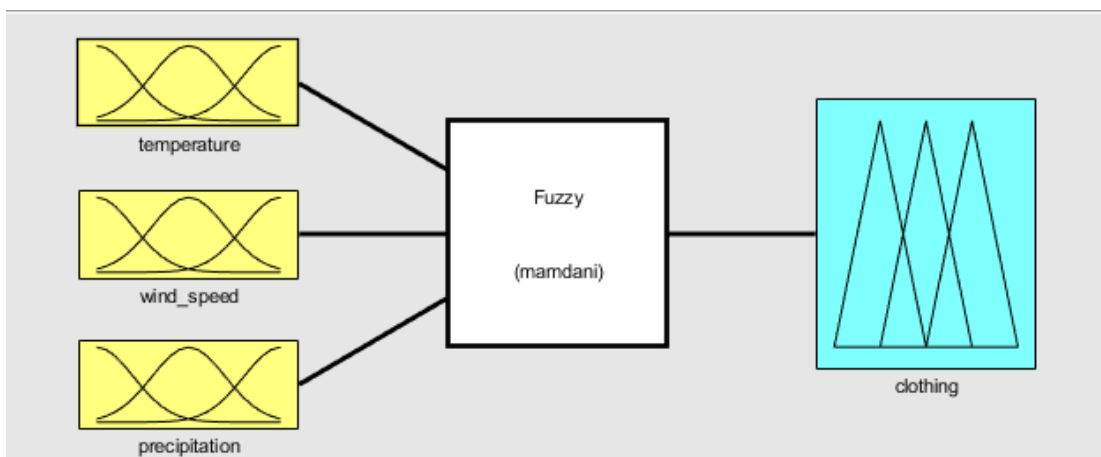 temperature
wind_speed
precipitation
Fuzzy
(mamdani)
clothing